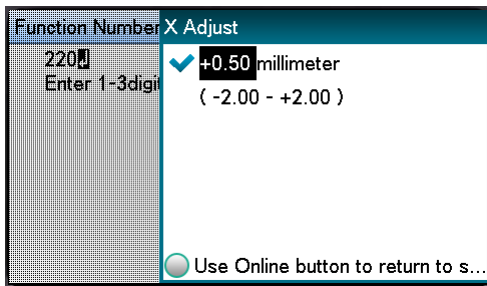 Function Number
X Adjust
220
Enter 1-3digi
+0.50 millimeter
( -2.00 - +2.00 )
Use Online button to return to s...